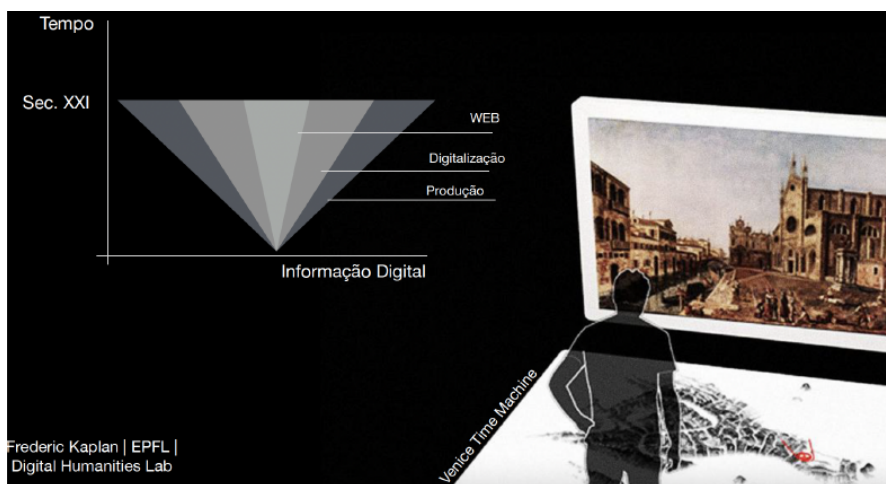 Tempo
Sec. XXI
WEB
Digitalização
Produção
Informação Digital
Venice Time Machine
Frederic Kaplan | EPFL |
Digital Humanities Lab